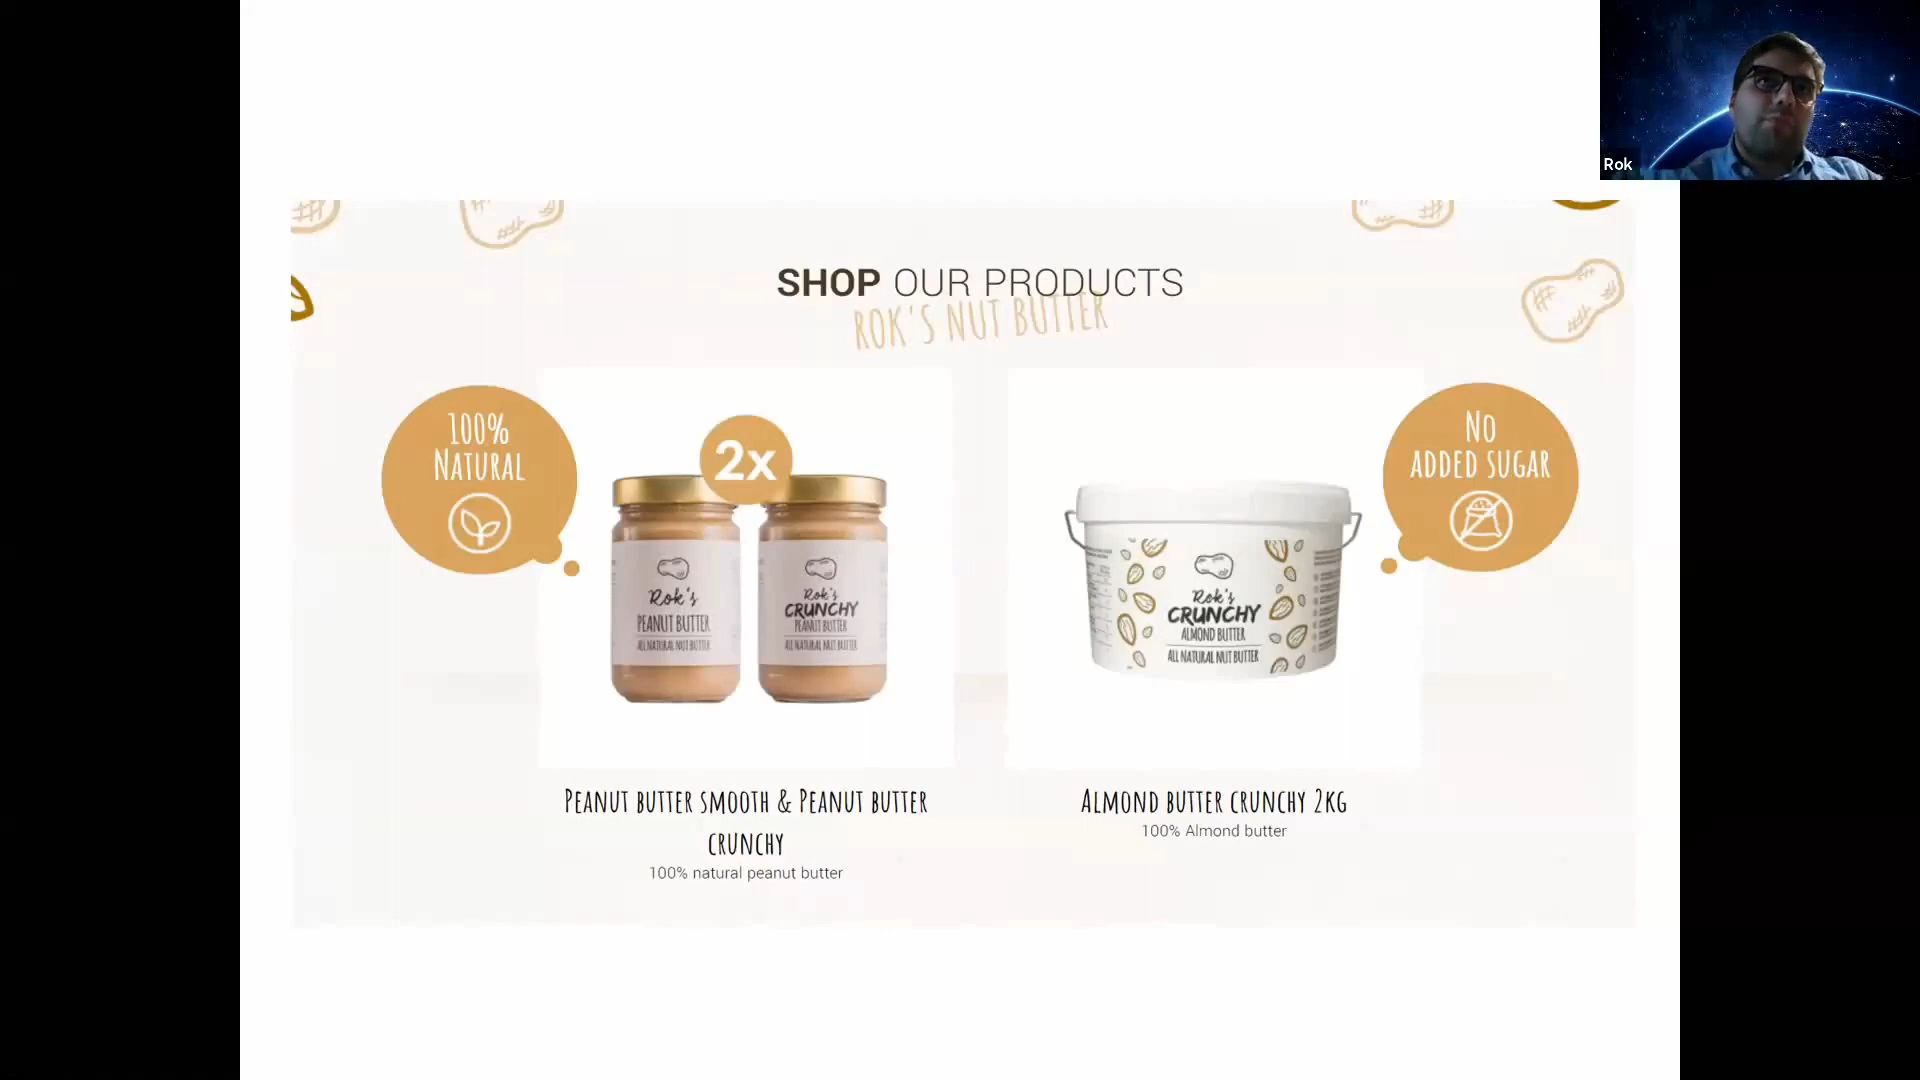 Rok
SHOP OUR PRODUCTS
ROK'S NUT BUTTER
100%
NATURAL
2x
Rok's
PEANUT BUTTER
ALL NATURAL NUT BUTTER
Rok's
CRUNCHY
PEANUT BUTTER
ALL NATURAL NUT BUTTER
PEANUT BUTTER SMOOTH & PEANUT BUTTER
CRUNCHY
100% natural peanut butter
No
ADDED SUGAR
Rok's
CRUNCHY
ALMOND BUTTER
ALL NATURAL NUT BUTTER
ALMOND BUTTER CRUNCHY 2KG
100% Almond butter